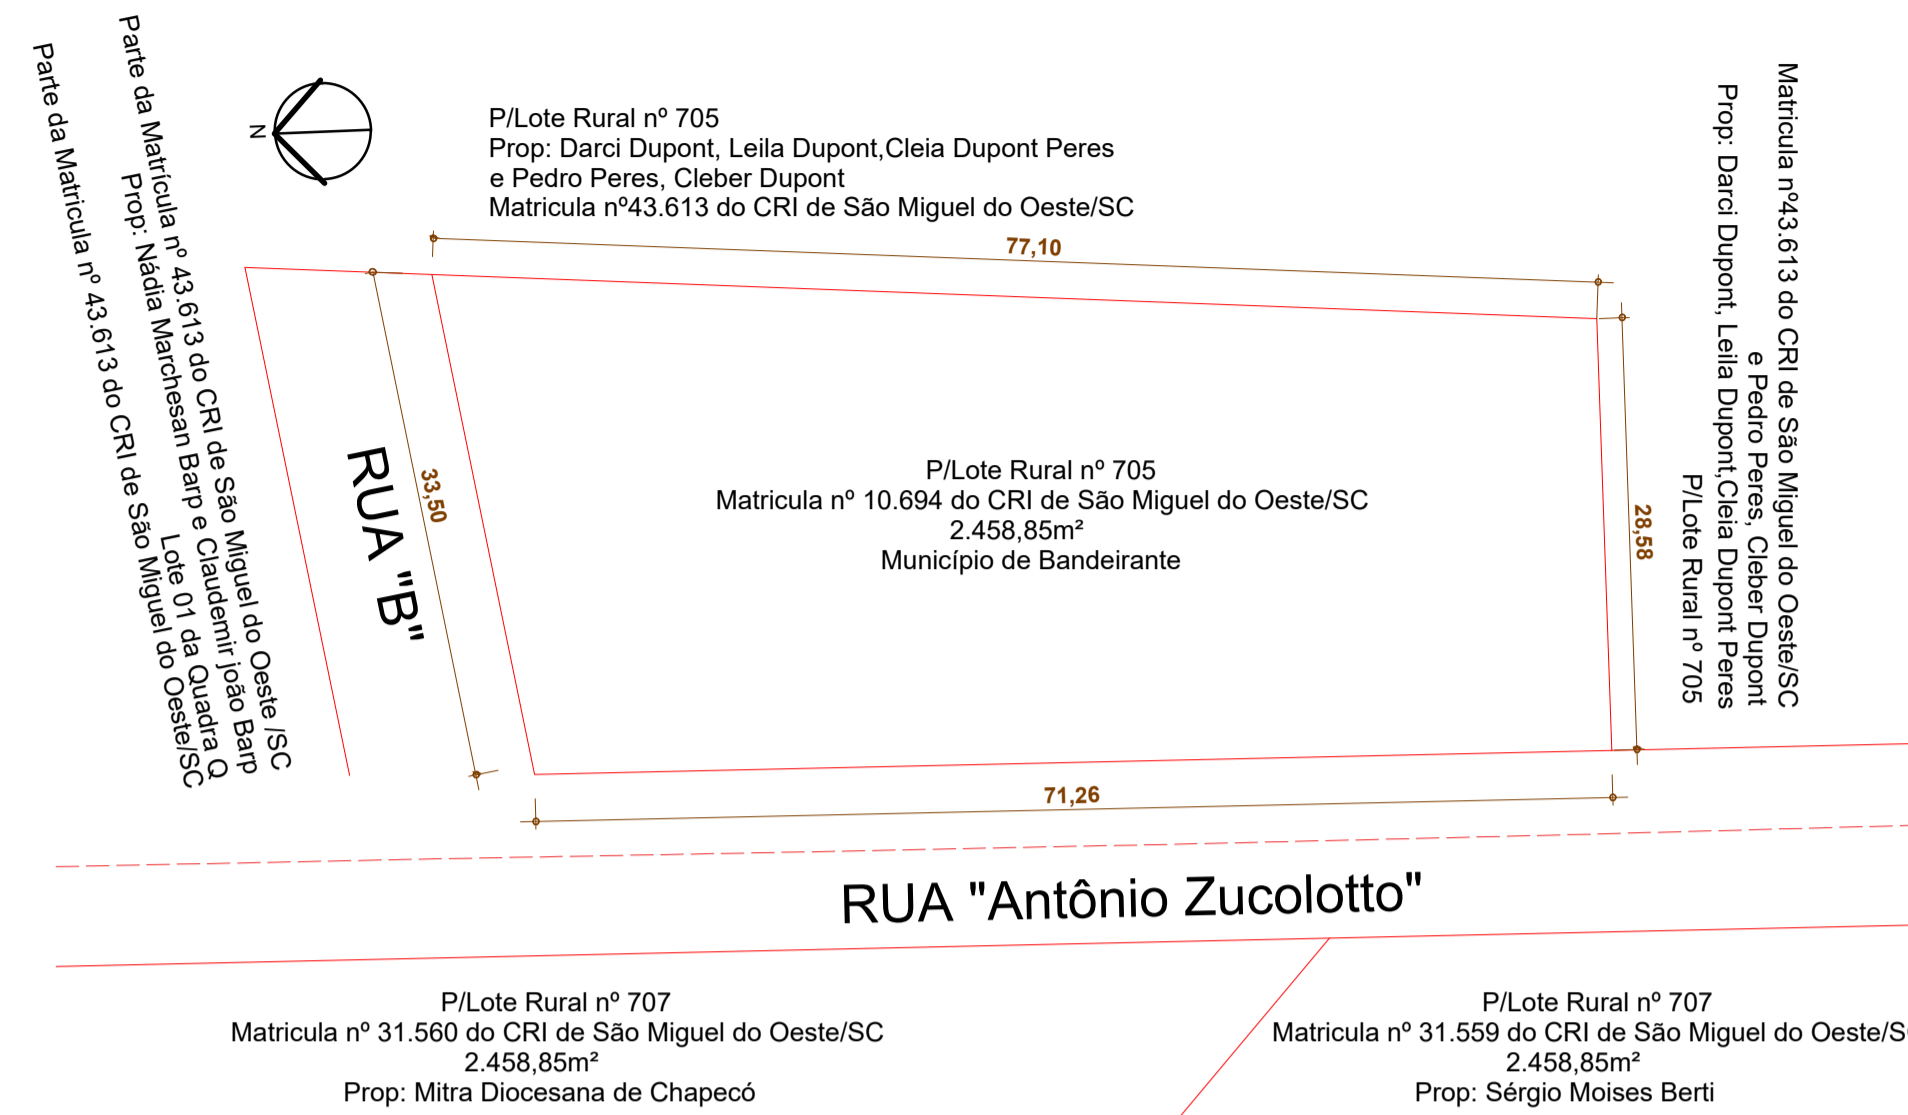 Parte da Matrícula nº 43.613 do CRI de São Miguel do Oeste /SC
Prop: Nádia Marchesan Barp e Claudemir joão Barp
Lote 01 da Quadra Q
Parte da Matricula nº 43.613 do CRI de São Miguel do Oeste/SC
N
P/Lote Rural nº 705
Prop: Darci Dupont, Leila Dupont,Cleia Dupont Peres
e Pedro Peres, Cleber Dupont
Matricula nº43.613 do CRI de São Miguel do Oeste/SC
77,10
Matricula nº43.613 do CRI de São Miguel do Oeste/SC
e Pedro Peres, Cleber Dupont
Prop: Darci Dupont, Leila Dupont,Cleia Dupont Peres
P/Lote Rural nº 705
RUA "B"
33,50
P/Lote Rural nº 705
Matricula nº 10.694 do CRI de São Miguel do Oeste/SC
2.458,85m²
Município de Bandeirante
28,58
71,26
RUA "Antônio Zucolotto"
P/Lote Rural nº 707
Matricula nº 31.560 do CRI de São Miguel do Oeste/SC
2.458,85m²
Prop: Mitra Diocesana de Chapecó
P/Lote Rural nº 707
Matricula nº 31.559 do CRI de São Miguel do Oeste/S
2.458,85m²
Prop: Sérgio Moises Berti